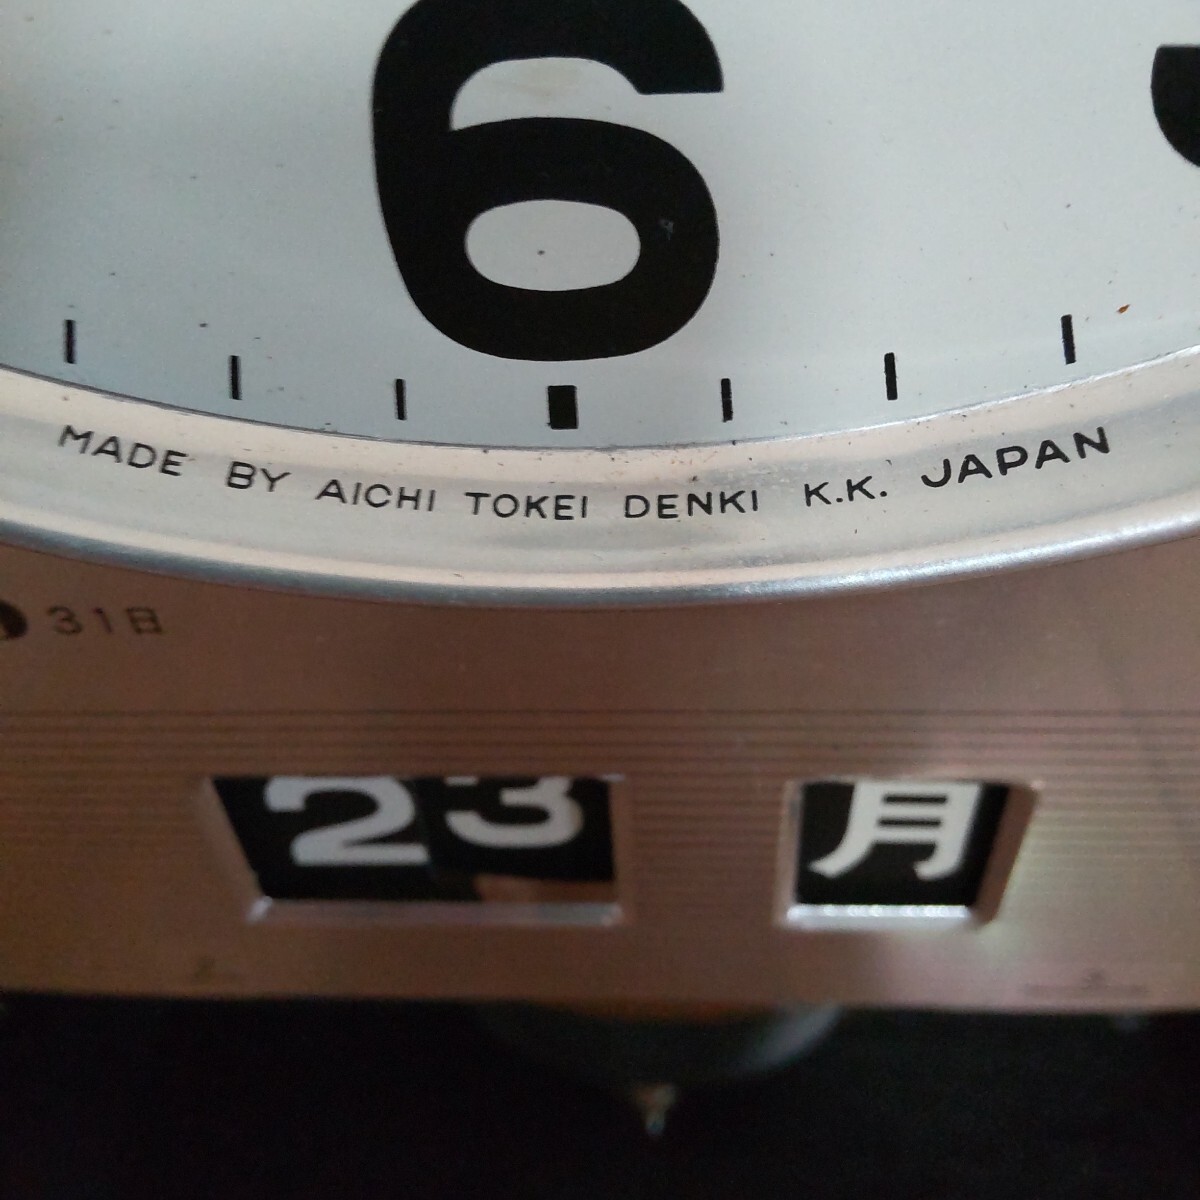 6
MADE BY AICHI TOKEI DENKI K.K. JAPAN
31日
23 月